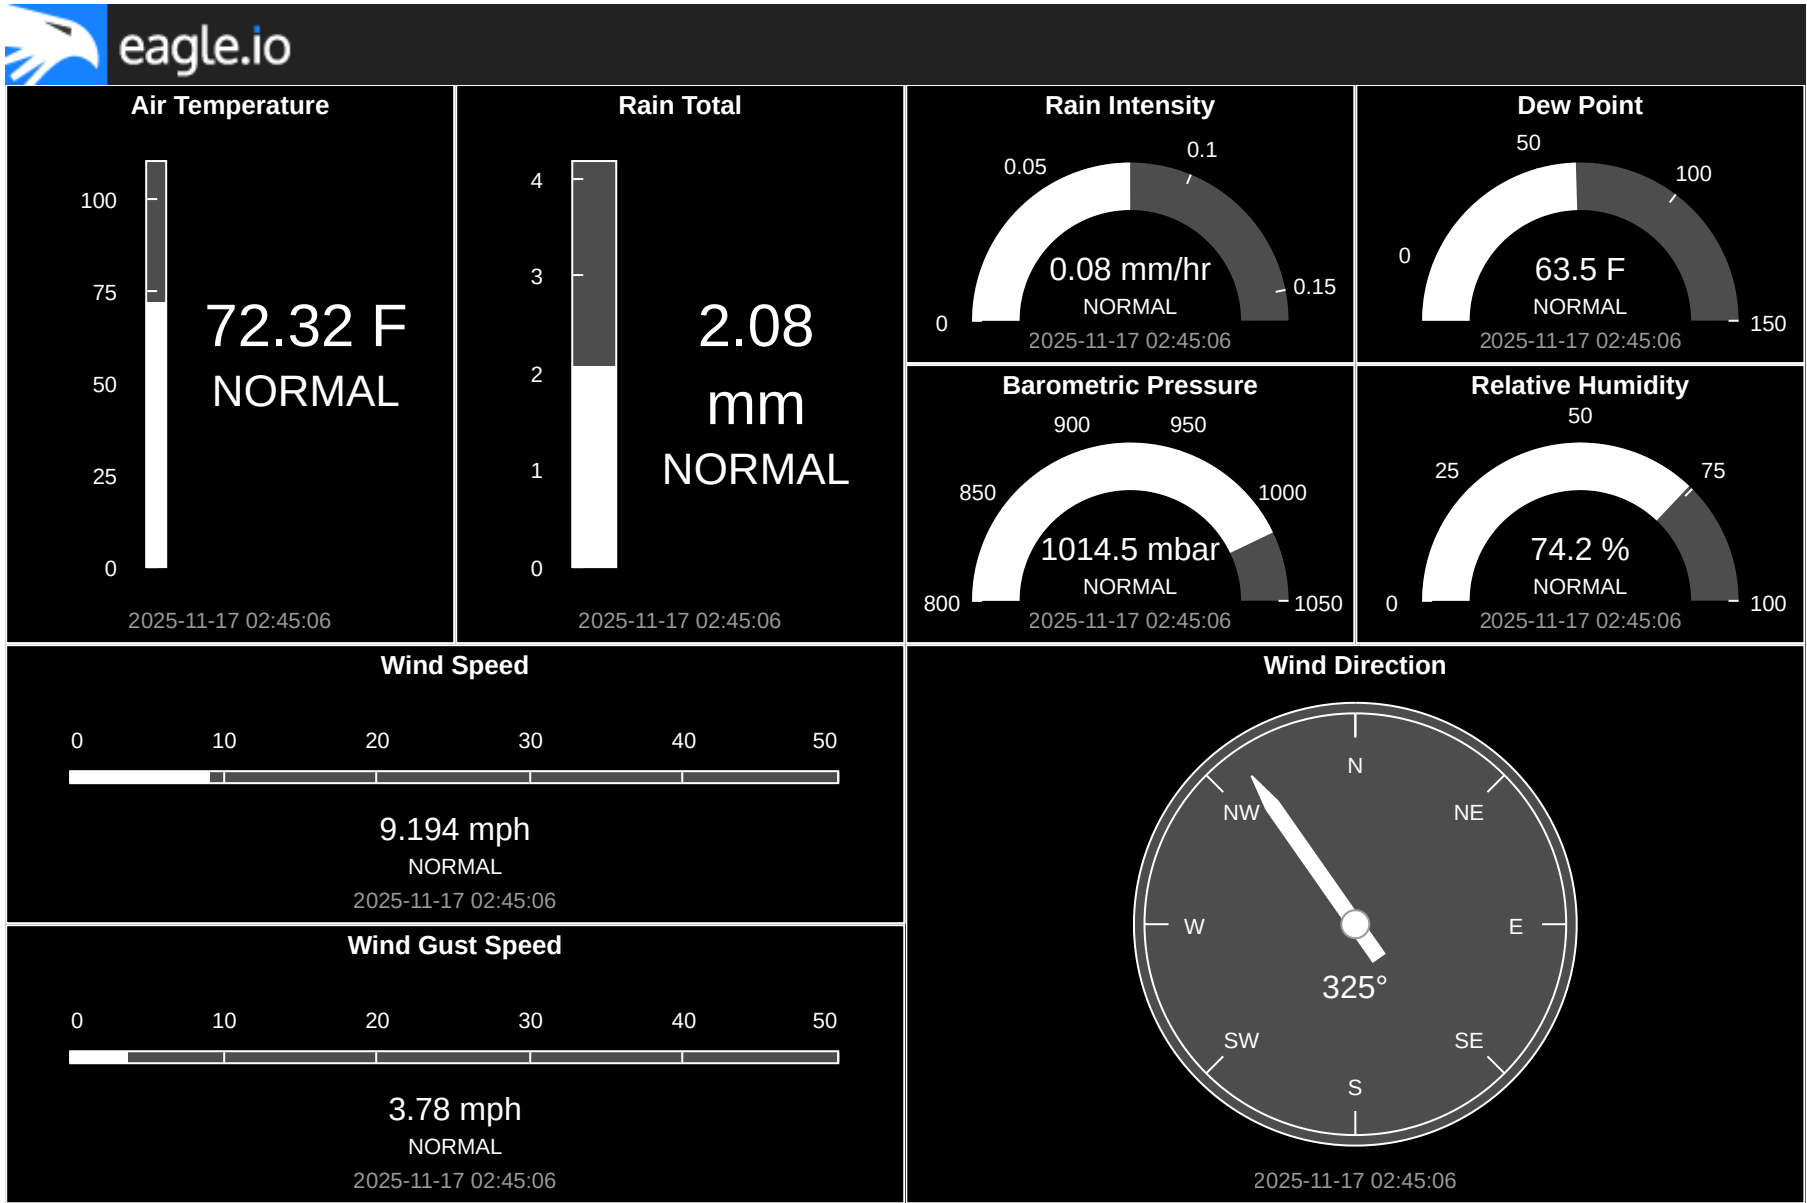 eagle.io
Air Temperature
100
75
50
25
0
72.32 F
NORMAL
2025-11-17 02:45:06
Rain Total
4
3
2
1
0
2.08
mm
NORMAL
2025-11-17 02:45:06
Rain Intensity
0
0.05
0.1
0.15
0.08 mm/hr
NORMAL
2025-11-17 02:45:06
Dew Point
0
50
100
150
63.5 F
NORMAL
2025-11-17 02:45:06
Barometric Pressure
800
850
900
950
1000
1050
1014.5 mbar
NORMAL
2025-11-17 02:45:06
Relative Humidity
0
25
50
75
100
74.2 %
NORMAL
2025-11-17 02:45:06
Wind Speed
0 10 20 30 40 50
9.194 mph
NORMAL
2025-11-17 02:45:06
Wind Gust Speed
0 10 20 30 40 50
3.78 mph
NORMAL
2025-11-17 02:45:06
Wind Direction
N
NW NE
W E
325°
SW SE
S
2025-11-17 02:45:06